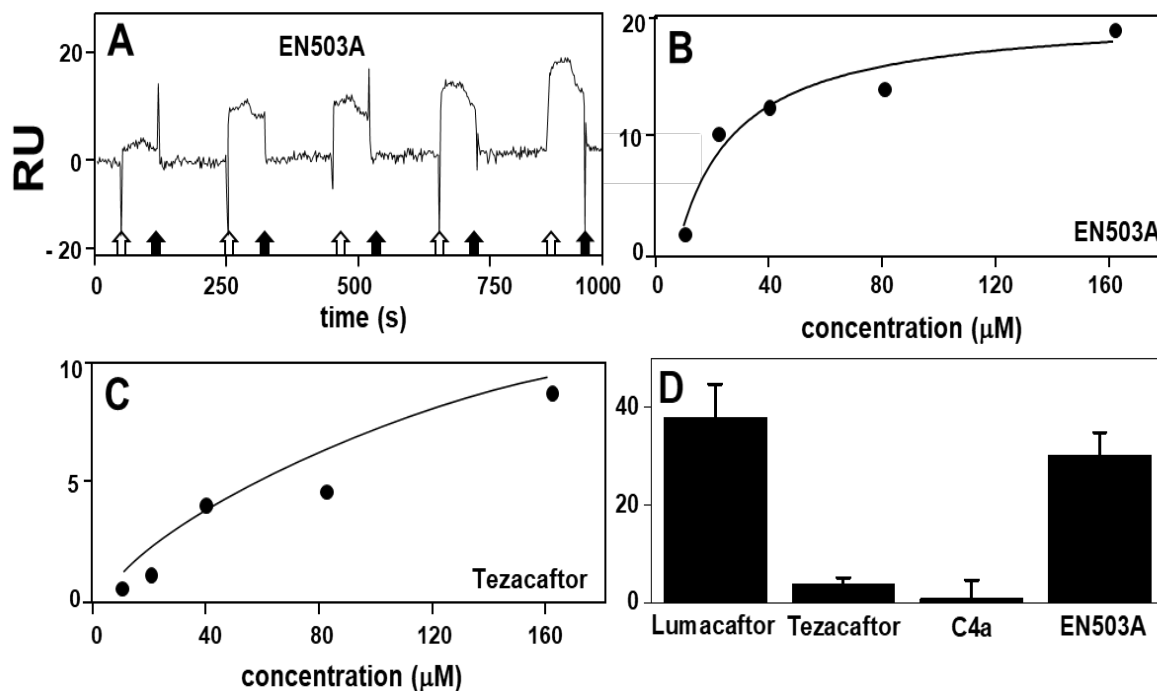 A
EN503A
RU
20
0
- 20
0
250
500
750
1000
time (s)
B
20
10
0
EN503A
0
40
80
120
160
concentration (μM)
C
10
5
0
Tezacaftor
0
40
80
120
160
concentration (μM)
D
40
20
0
Lumacaftor
Tezacaftor
C4a
EN503A